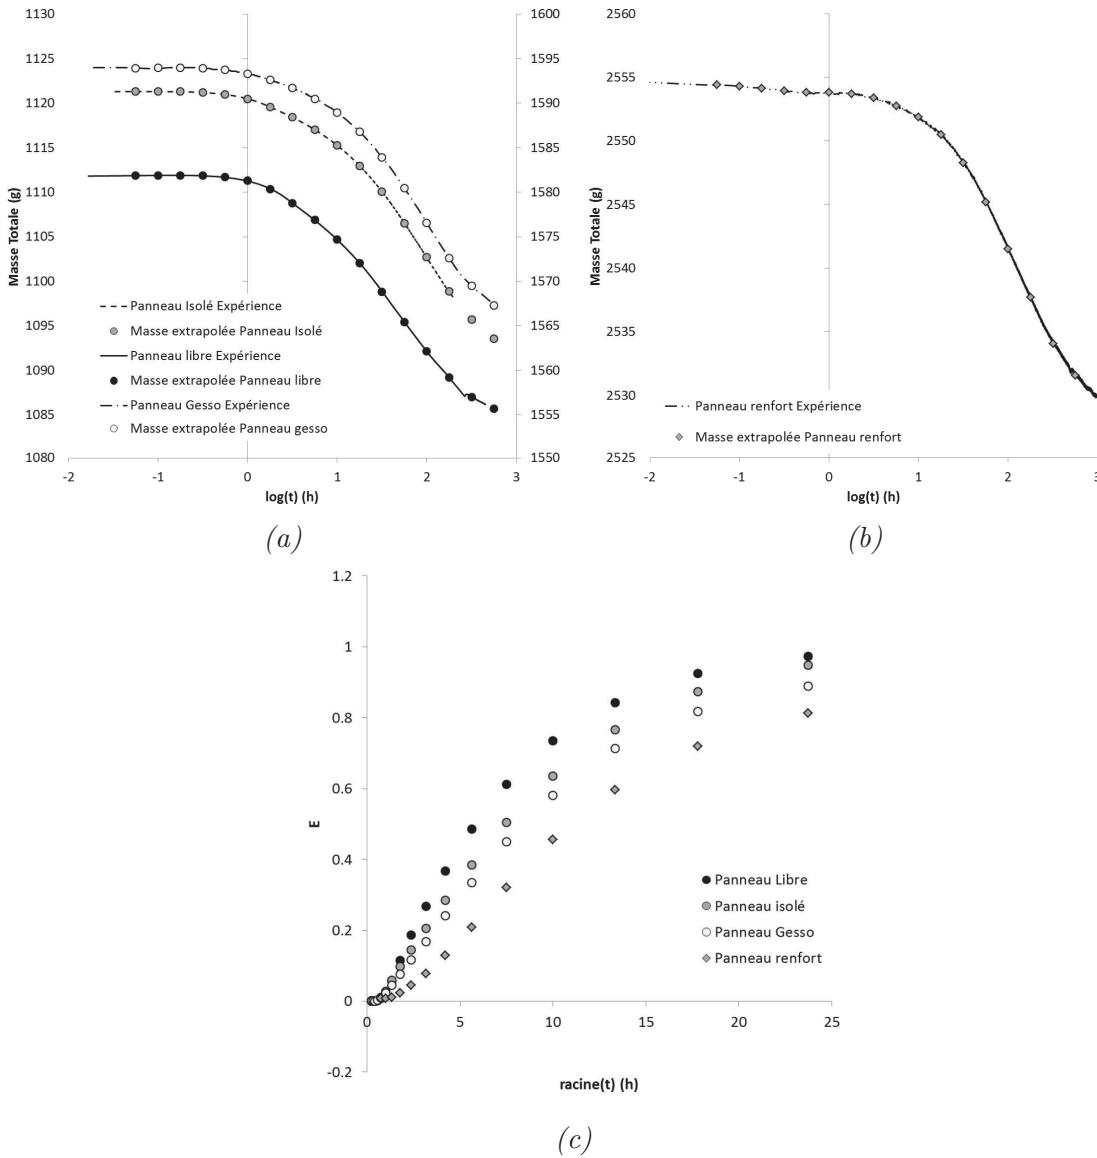 1130
1125
1120
1115
1110
1105
1100
1095
1090
1085
1080
Masse Totale (g)
1600
1595
1590
1585
1580
1575
1570
1565
1560
1555
1550
Panneau Isolé Expérience
Masse extrapolée Panneau Isolé
Panneau libre Expérience
Masse extrapolée Panneau libre
Panneau Gesso Expérience
Masse extrapolée Panneau gesso
-2 -1 0 1 2 3
log(t) (h)
(a)
2560
2555
2550
2545
2540
2535
2530
2525
Masse Totale (g)
Panneau renfort Expérience
Masse extrapolée Panneau renfort
-2 -1 0 1 2 3
log(t) (h)
(b)
1.2
1
0.8
0.6
0.4
0.2
0
-0.2
E
Panneau Libre
Panneau isolé
Panneau Gesso
Panneau renfort
0 5 10 15 20 25
racine(t) (h)
(c)